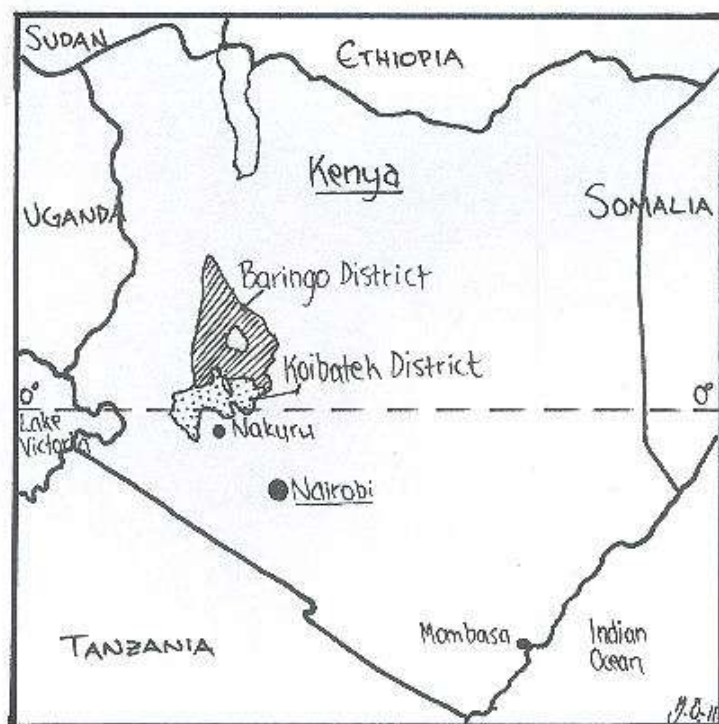 SUDAN
ETHIOPIA
Kenya
UGANDA
SOMALIA
Baringo District
Koibatek District
0°
0°
Lake
Victoria
Nakuru
Nairobi
Mombasa
Indian
Ocean
TANZANIA